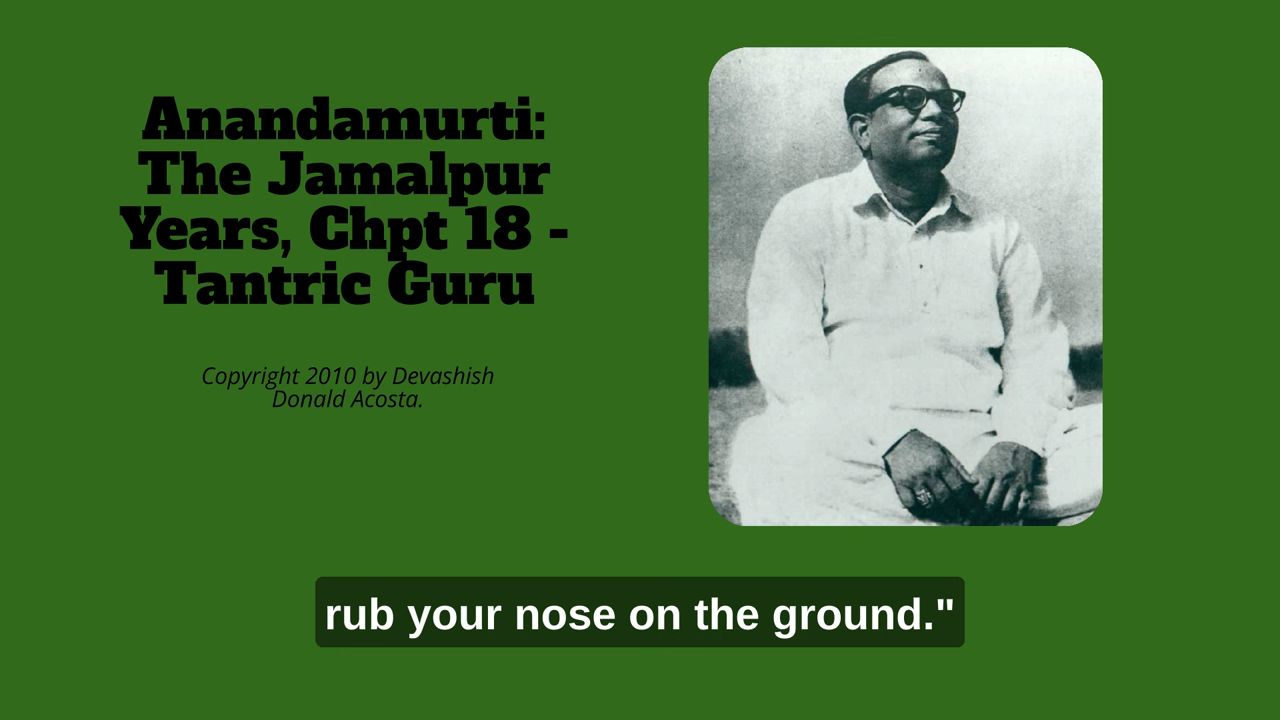 Anandamurti:
The Jamalpur
Years, Chpt 18 -
Tantric Guru
Copyright 2010 by Devashish
Donald Acosta.
rub your nose on the ground."